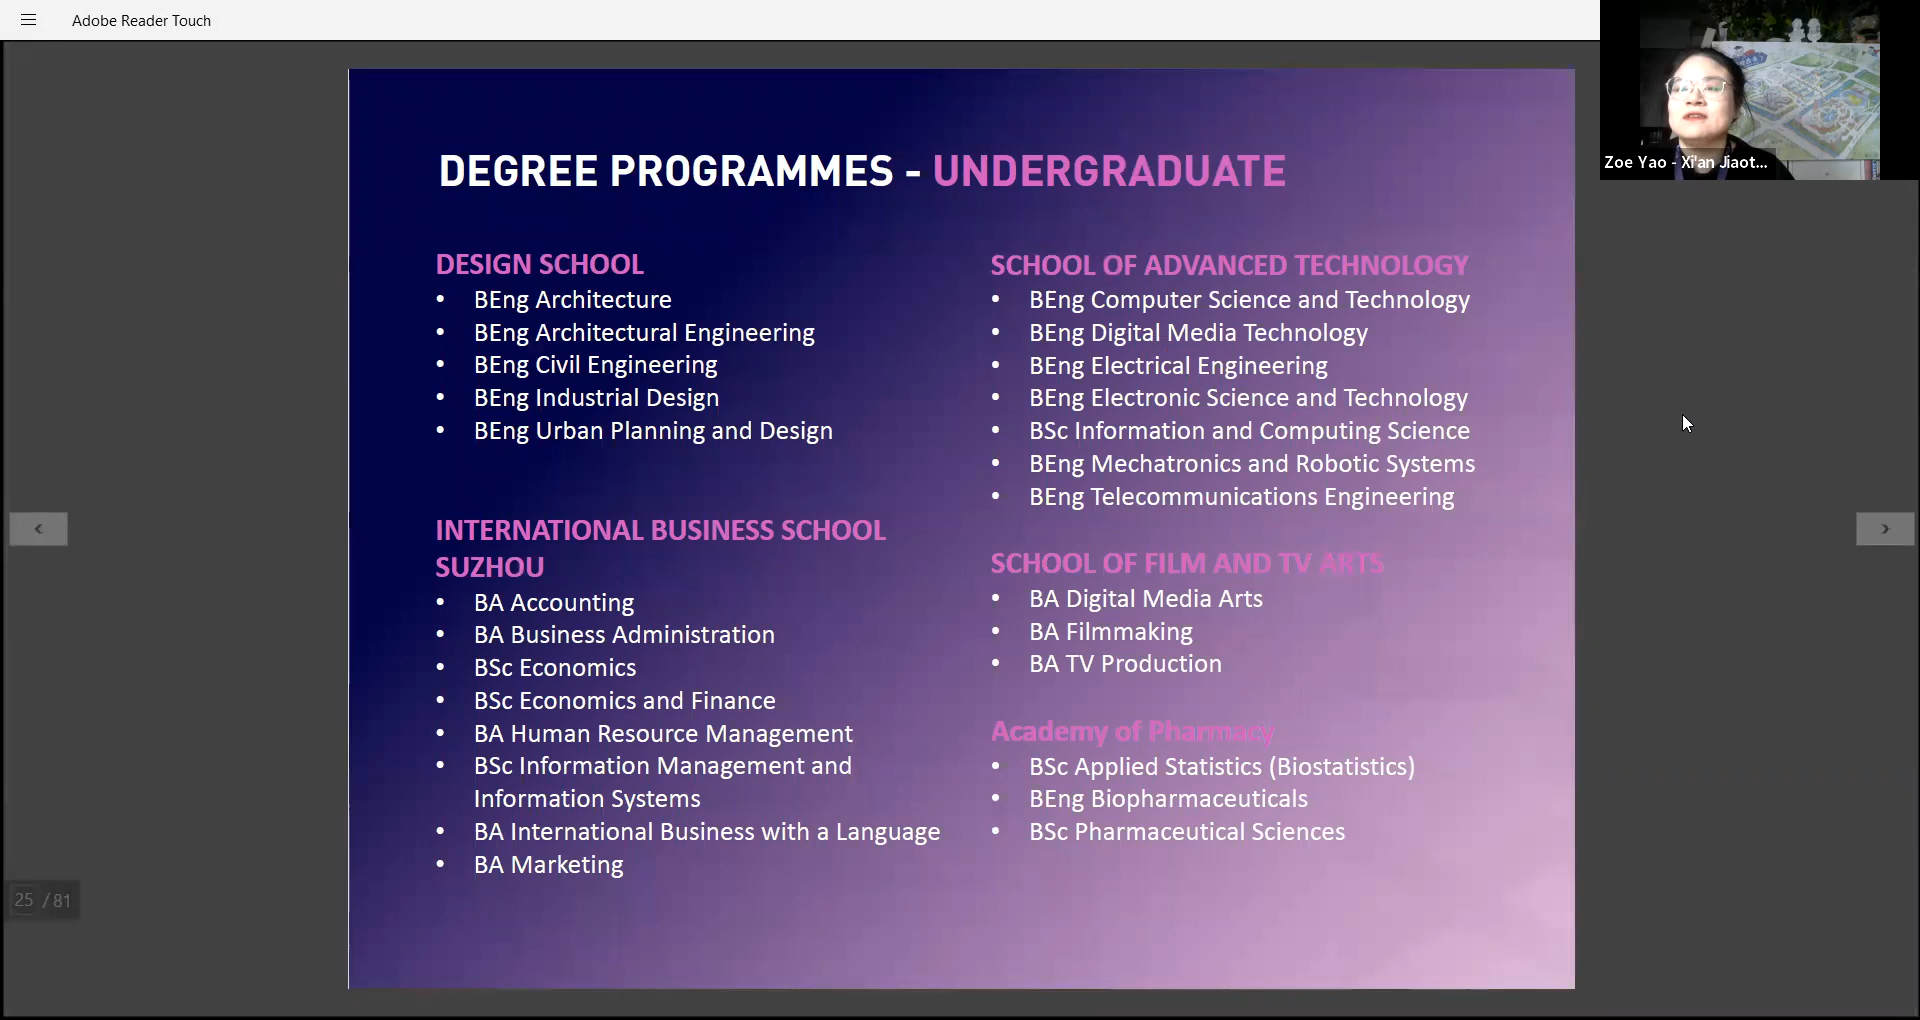 Adobe Reader Touch
Zoe Yao - Xi'an Jiaot...
DEGREE PROGRAMMES - UNDERGRADUATE
DESIGN SCHOOL
• BEng Architecture
• BEng Architectural Engineering
• BEng Civil Engineering
• BEng Industrial Design
• BEng Urban Planning and Design
INTERNATIONAL BUSINESS SCHOOL
SUZHOU
• BA Accounting
• BA Business Administration
• BSc Economics
• BSc Economics and Finance
• BA Human Resource Management
• BSc Information Management and
Information Systems
• BA International Business with a Language
• BA Marketing
SCHOOL OF ADVANCED TECHNOLOGY
• BEng Computer Science and Technology
• BEng Digital Media Technology
• BEng Electrical Engineering
• BEng Electronic Science and Technology
• BSc Information and Computing Science
• BEng Mechatronics and Robotic Systems
• BEng Telecommunications Engineering
SCHOOL OF FILM AND TV ARTS
• BA Digital Media Arts
• BA Filmmaking
• BA TV Production
Academy of Pharmacy
• BSc Applied Statistics (Biostatistics)
• BEng Biopharmaceuticals
• BSc Pharmaceutical Sciences
25 / 81